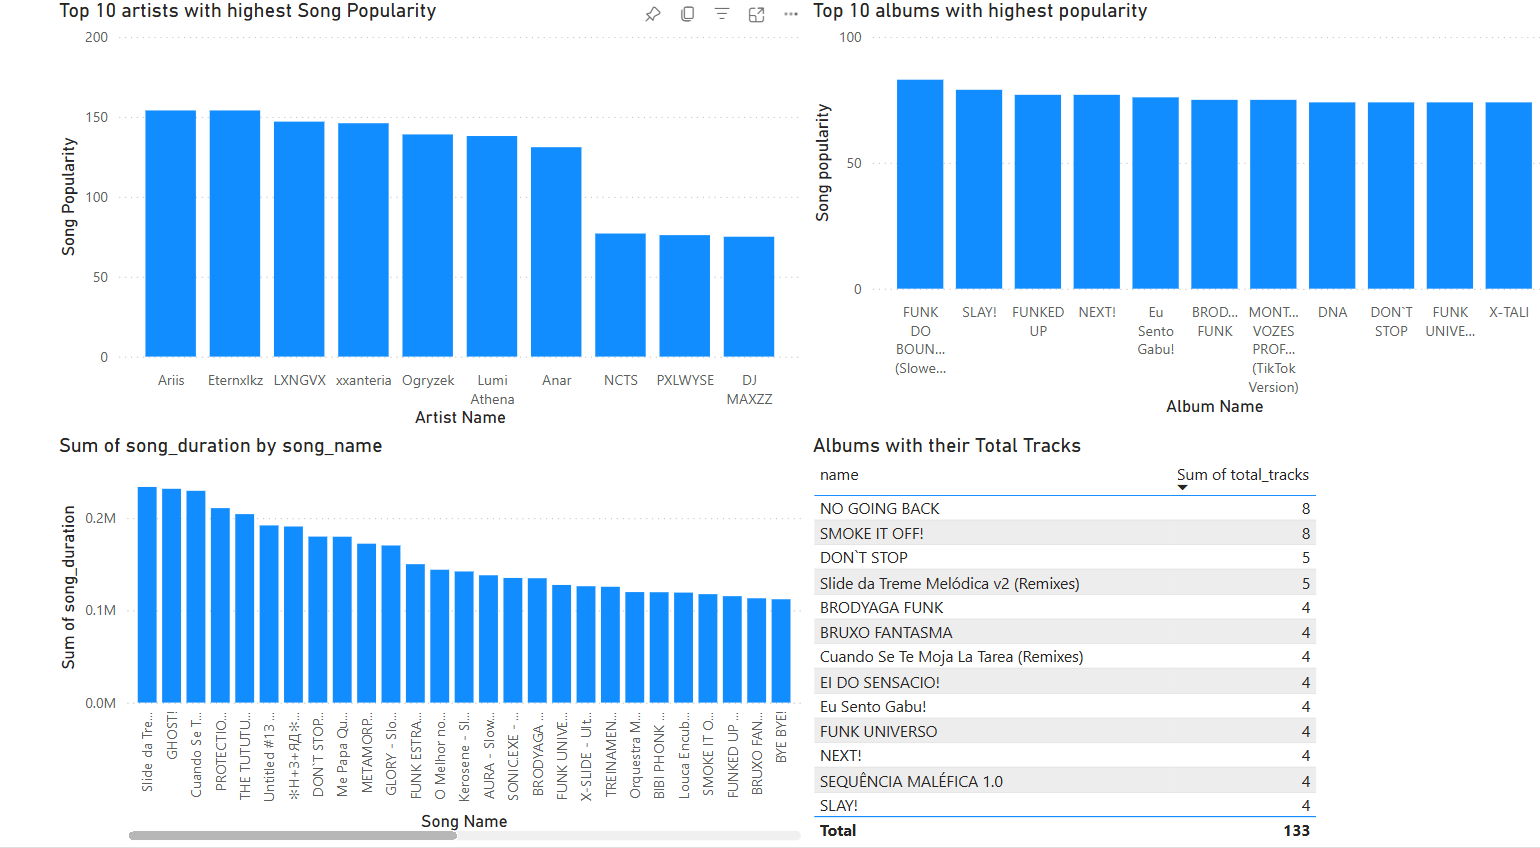 Top 10 artists with highest Song Popularity
200
150
100
50
0
Song Popularity
Ariis
Eternxlkz
LXNGVX
xxanteria
Ogryzek
Lumi
Athena
Anar
NCTS
PXLWYSE
DJ
MAXZZ
Artist Name
Top 10 albums with highest popularity
100
50
0
Song popularity
FUNK
DO
BOUN...
(Slowe...
SLAY!
FUNKED
UP
NEXT!
Eu
Sento
Gabu!
BROD...
FUNK
MONT...
VOZES
PROF...
(TikTok
Version)
DNA
DON`T
STOP
FUNK
UNIVE...
X-TALI
Album Name
Sum of song_duration by song_name
0.2M
0.1M
0.0M
Sum of song_duration
Slide da Tre...
GHOST!
Cuando Se T...
PROTECTIO...
THE TUTUTU...
Untitled #13 ...
✻H+3+ЯД✻...
DON`T STOP...
Me Papa Qu...
METAMORP...
GLORY - Slo...
FUNK ESTRA...
O Melhor no...
Kerosene - Sl...
AURA - Slow...
SONIC.EXE - ...
BRODYAGA ...
FUNK UNIVE...
X-SLIDE - Ult...
TREINAMEN...
Orquestra M...
BIBI PHONK ...
Louca Encub...
SMOKE IT O...
FUNKED UP ...
BRUXO FAN...
BYE BYE!
Song Name
Albums with their Total Tracks
name Sum of total_tracks
NO GOING BACK 8
SMOKE IT OFF! 8
DON`T STOP 5
Slide da Treme Melódica v2 (Remixes) 5
BRODYAGA FUNK 4
BRUXO FANTASMA 4
Cuando Se Te Moja La Tarea (Remixes) 4
EI DO SENSACIO! 4
Eu Sento Gabu! 4
FUNK UNIVERSO 4
NEXT! 4
SEQUÊNCIA MALÉFICA 1.0 4
SLAY! 4
Total 133